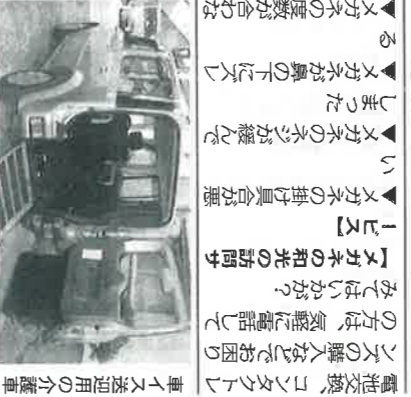 電池交換、コンタクトレ
ンズの購入などでお困り
の方は、気軽に電話して
みてはいかが?
【メガネの和光の訪問サ
ービス】
▼メガネの掛け具合が悪
い
▼メガネのネジが緩んで
しまった
▼メガネが鼻の下にズレ
る
▼メガネの度数が合わな
車イス送迎用の介護車